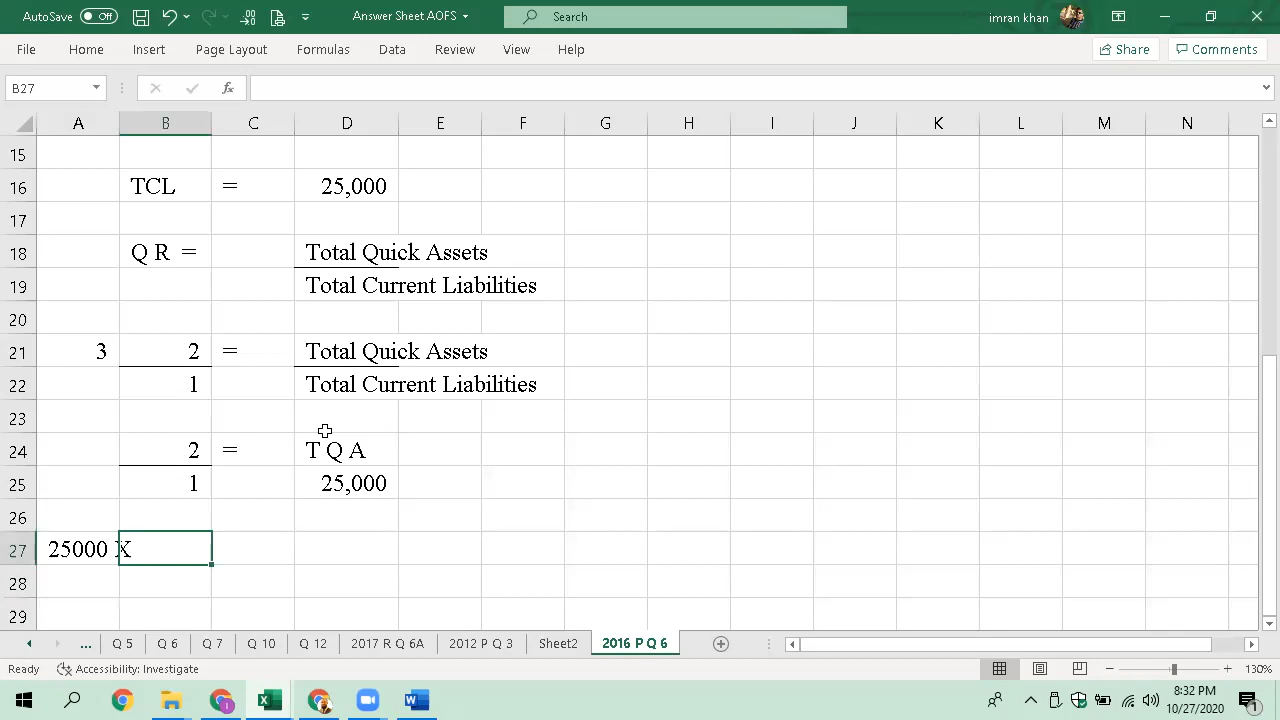 AutoSave Off Answer Sheet AOFS Search imran khan
File Home Insert Page Layout Formulas Data Review View Help Share Comments
B27 fx
A B C D E F G H I J K L M N
15
16 TCL = 25,000
17
18 Q R = Total Quick Assets
19 Total Current Liabilities
20
21 3 2 = Total Quick Assets
22 1 Total Current Liabilities
23
24 2 = T Q A
25 1 25,000
26
27 25000 X
28
29
... Q 5 Q 6 Q 7 Q 10 Q 12 2017 R Q 6A 2012 P Q 3 Sheet2 2016 P Q 6
Ready Accessibility: Investigate 130%
8:32 PM
10/27/2020